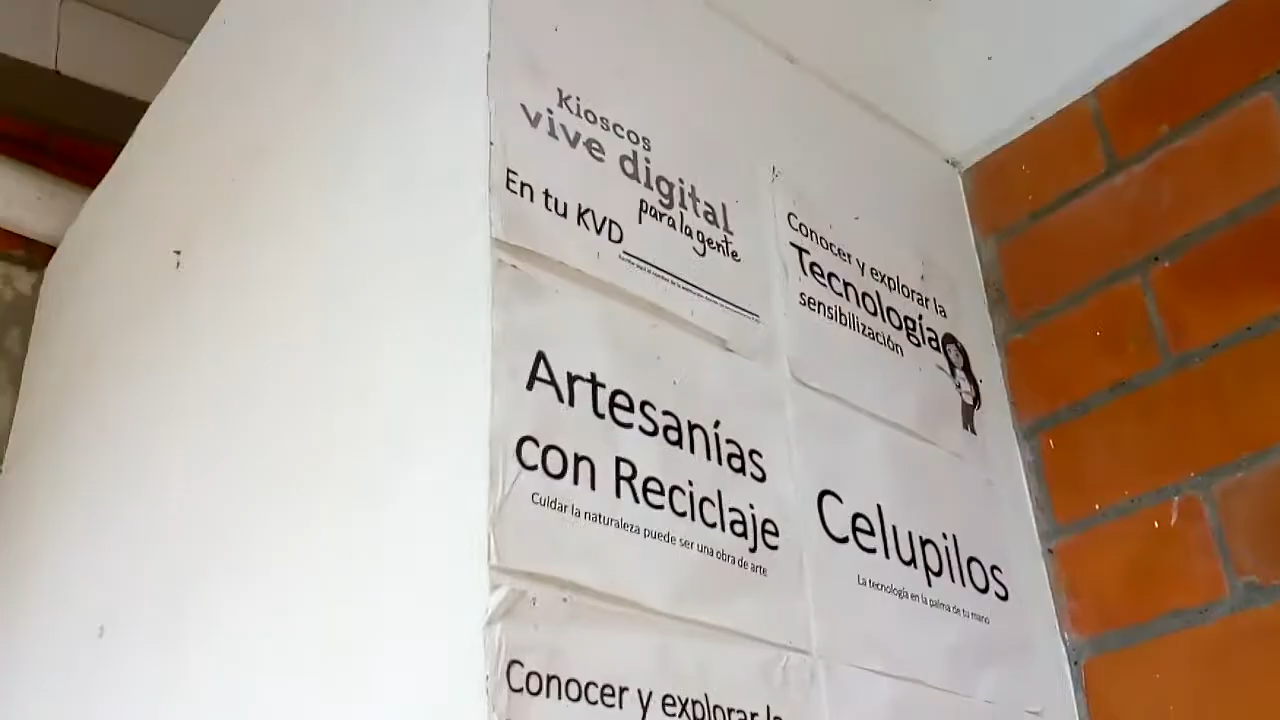 Kioscos
vive digital
para la gente
En tu KVD
Conocer y explorar la
Tecnología
sensibilización
Artesanías
con Reciclaje
Cuidar la naturaleza puede ser una obra de arte
Celupilos
La tecnología en la palma de tu mano
Conocer y explorar la